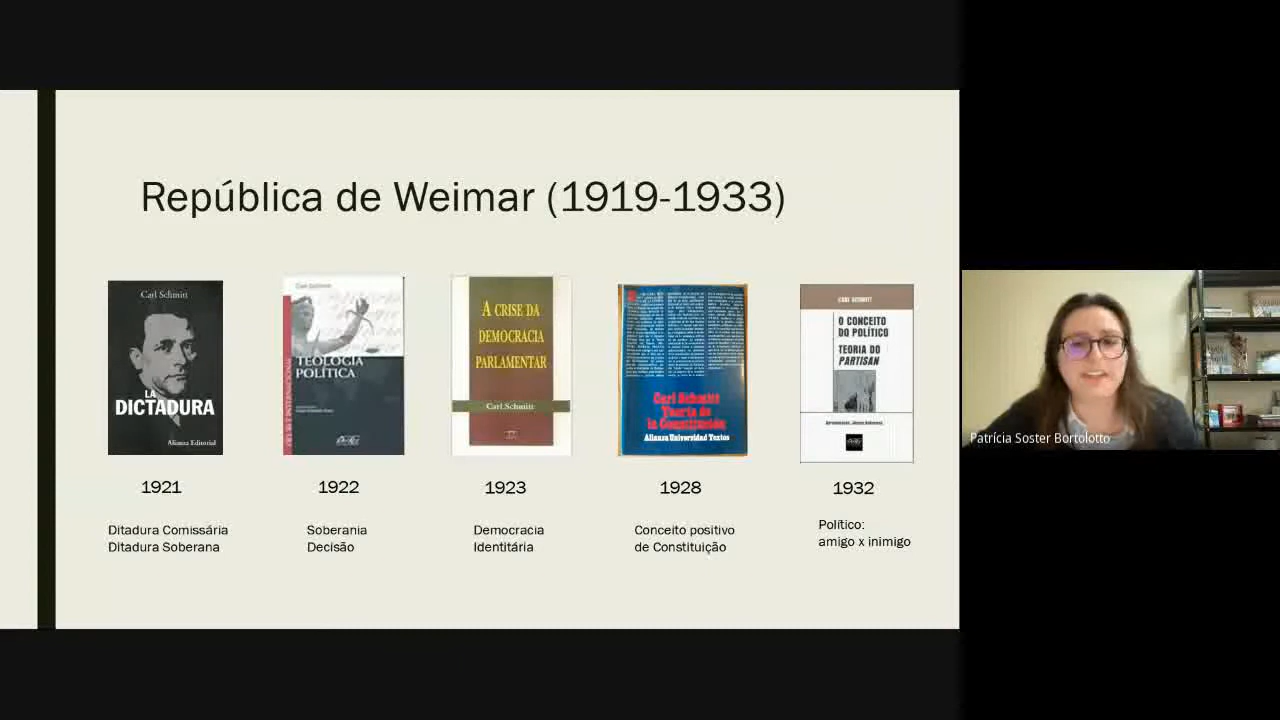 República de Weimar (1919-1933)
Carl Schmitt
LA
DICTADURA
Alianza Editorial
1921
Ditadura Comissária
Ditadura Soberana
Carl Schmitt
TEOLOGIA
POLÍTICA
1922
Soberania
Decisão
A CRISE DA
DEMOCRACIA
PARLAMENTAR
Carl Schmitt
1923
Democracia
Identitária
Carl Schmitt
Teoría de
la Constitución
Alianza Universidad Textos
1928
Conceito positivo
de Constituição
CARL SCHMITT
O CONCEITO
DO POLÍTICO
TEORIA DO
PARTISAN
1932
Político:
amigo x inimigo
Patrícia Soster Bortolotto